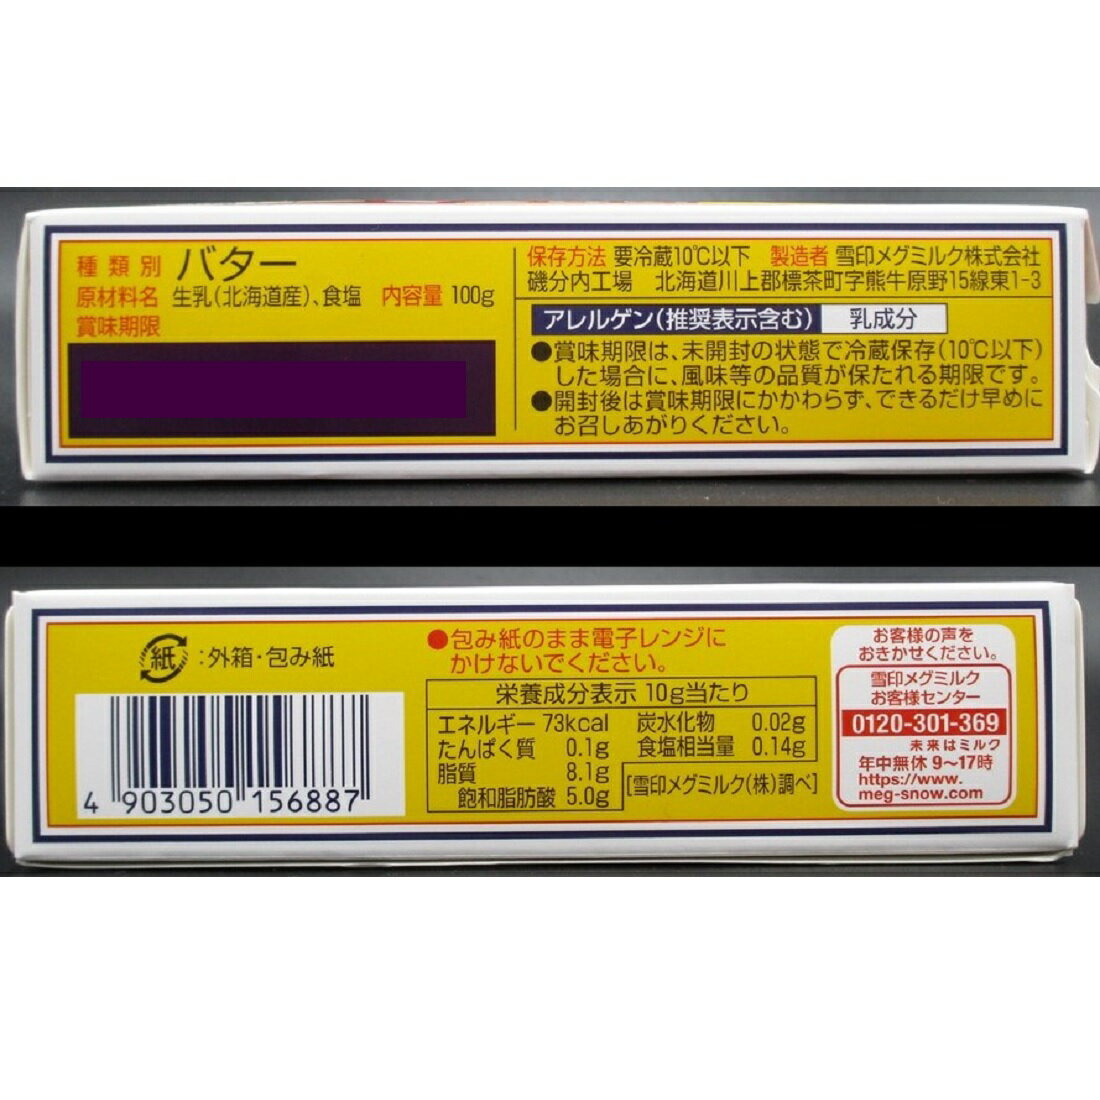 種類別 バター
原材料名 生乳(北海道産)、食塩 内容量 100g
賞味期限
保存方法 要冷蔵10℃以下 製造者 雪印メグミルク株式会社
磯分内工場 北海道川上郡標茶町字熊牛原野15線東1-3
アレルゲン(推奨表示含む) 乳成分
●賞味期限は、未開封の状態で冷蔵保存(10℃以下)
した場合に、風味等の品質が保たれる期限です。
●開封後は賞味期限にかかわらず、できるだけ早めに
お召しあがりください。
紙 :外箱・包み紙
4 903050 156887
●包み紙のまま電子レンジに
かけないでください。
栄養成分表示 10g当たり
エネルギー 73kcal 炭水化物 0.02g
たんぱく質 0.1g 食塩相当量 0.14g
脂質 8.1g
飽和脂肪酸 5.0g [雪印メグミルク(株)調べ]
お客様の声を
おきかせください。
雪印メグミルク
お客様センター
0120-301-369
未来はミルク
年中無休 9〜17時
https://www.
meg-snow.com